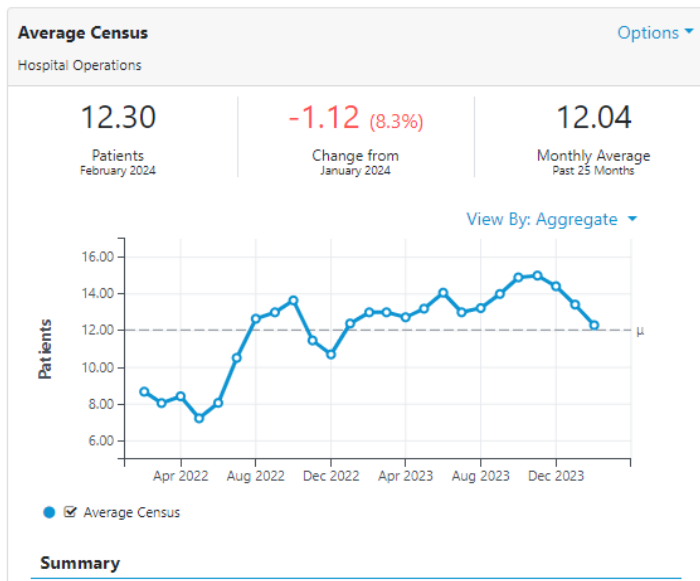 Average Census
Options
Hospital Operations
12.30
-1.12 (8.3%)
12.04
Patients
February 2024
Change from
January 2024
Monthly Average
Past 25 Months
View By: Aggregate
16.00
14.00
12.00
10.00
8.00
6.00
Patients
μ
Apr 2022 Aug 2022 Dec 2022 Apr 2023 Aug 2023 Dec 2023
Average Census
Summary